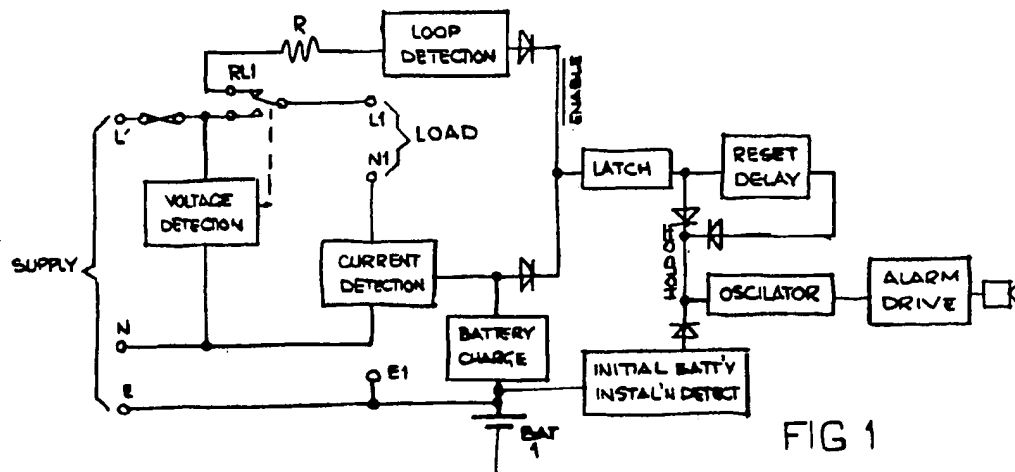 R
LOOP
DETECTION
RL1
L'
L1
LOAD
N1
ENABLE
LATCH
RESET
DELAY
VOLTAGE
DETECTION
SUPPLY
CURRENT
DETECTION
HOLD OFF
OSCILATOR
ALARM
DRIVE
N
BATTERY
CHARGE
E
E1
INITIAL BATT'Y
INSTAL'N DETECT
BAT
1
FIG 1